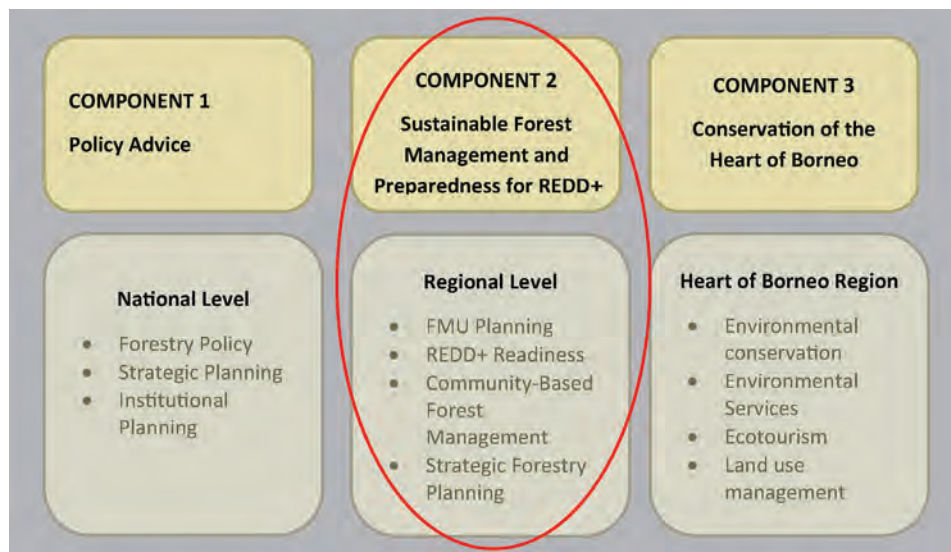 COMPONENT 1
Policy Advice
COMPONENT 2
Sustainable Forest
Management and
Preparedness for REDD+
COMPONENT 3
Conservation of the
Heart of Borneo
National Level
• Forestry Policy
• Strategic Planning
• Institutional
Planning
Regional Level
• FMU Planning
• REDD+ Readiness
• Community-Based
Forest
Management
• Strategic Forestry
Planning
Heart of Borneo Region
• Environmental
conservation
• Environmental
Services
• Ecotourism
• Land use
management